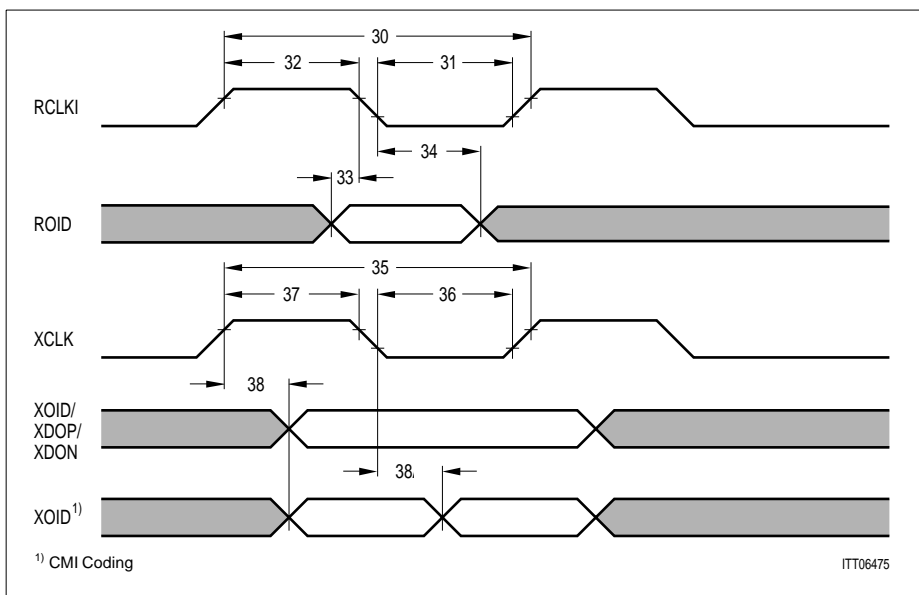 30
32 31
RCLKI
34
33
ROID
35
37 36
XCLK
38
XOID/
XDOP/
XDON
38
XOID1)
1) CMI Coding
ITT06475